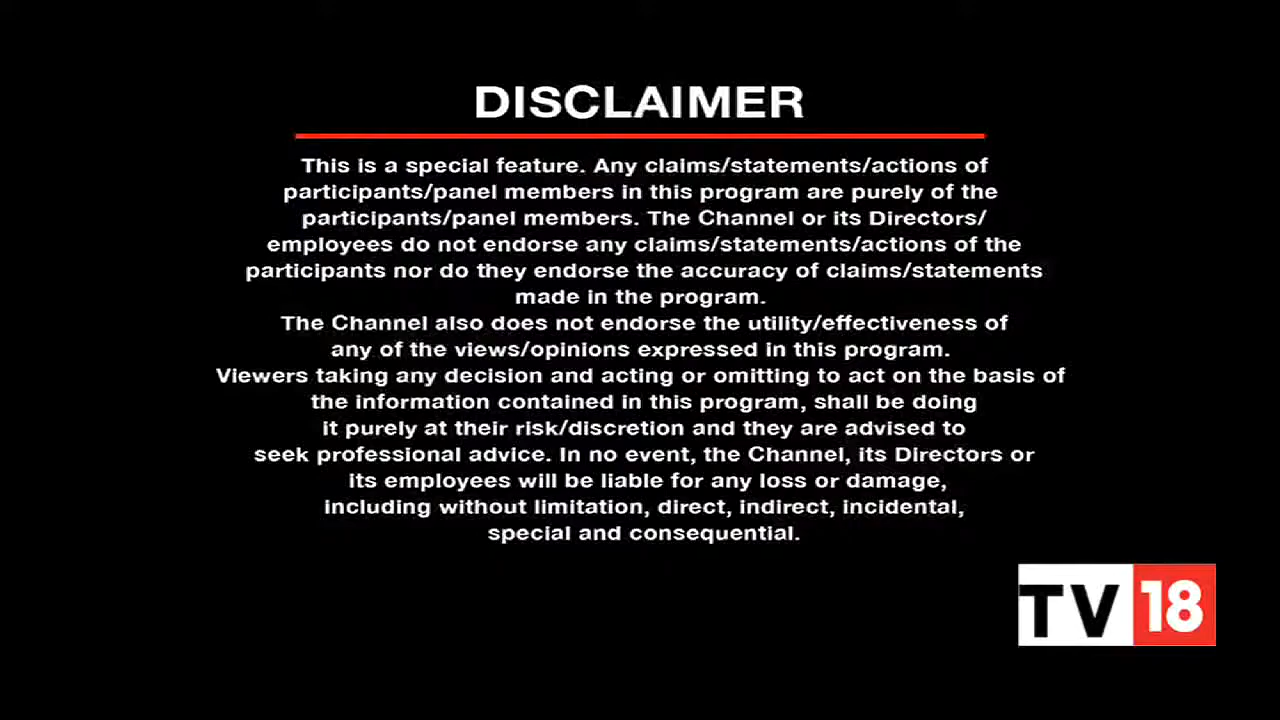 DISCLAIMER
This is a special feature. Any claims/statements/actions of
participants/panel members in this program are purely of the
participants/panel members. The Channel or its Directors/
employees do not endorse any claims/statements/actions of the
participants nor do they endorse the accuracy of claims/statements
made in the program.
The Channel also does not endorse the utility/effectiveness of
any of the views/opinions expressed in this program.
Viewers taking any decision and acting or omitting to act on the basis of
the information contained in this program, shall be doing
it purely at their risk/discretion and they are advised to
seek professional advice. In no event, the Channel, its Directors or
its employees will be liable for any loss or damage,
including without limitation, direct, indirect, incidental,
special and consequential.
TV18